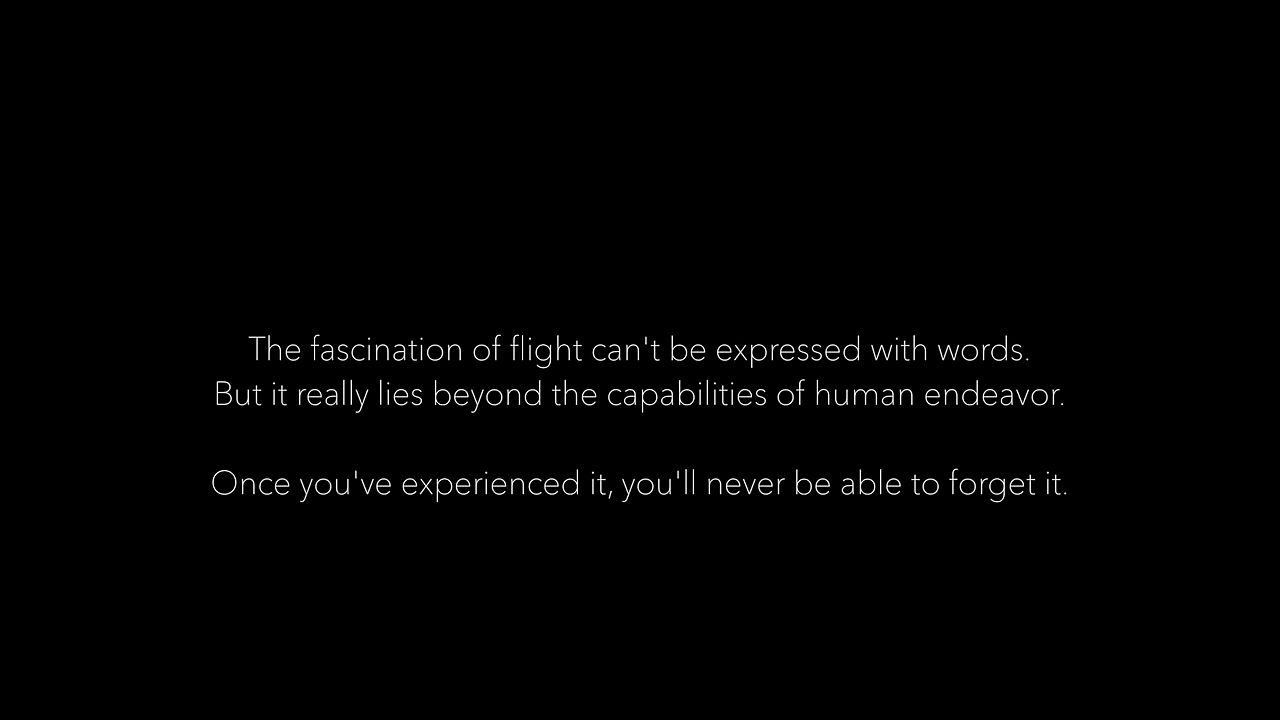 The fascination of flight can't be expressed with words.
But it really lies beyond the capabilities of human endeavor.
Once you've experienced it, you'll never be able to forget it.